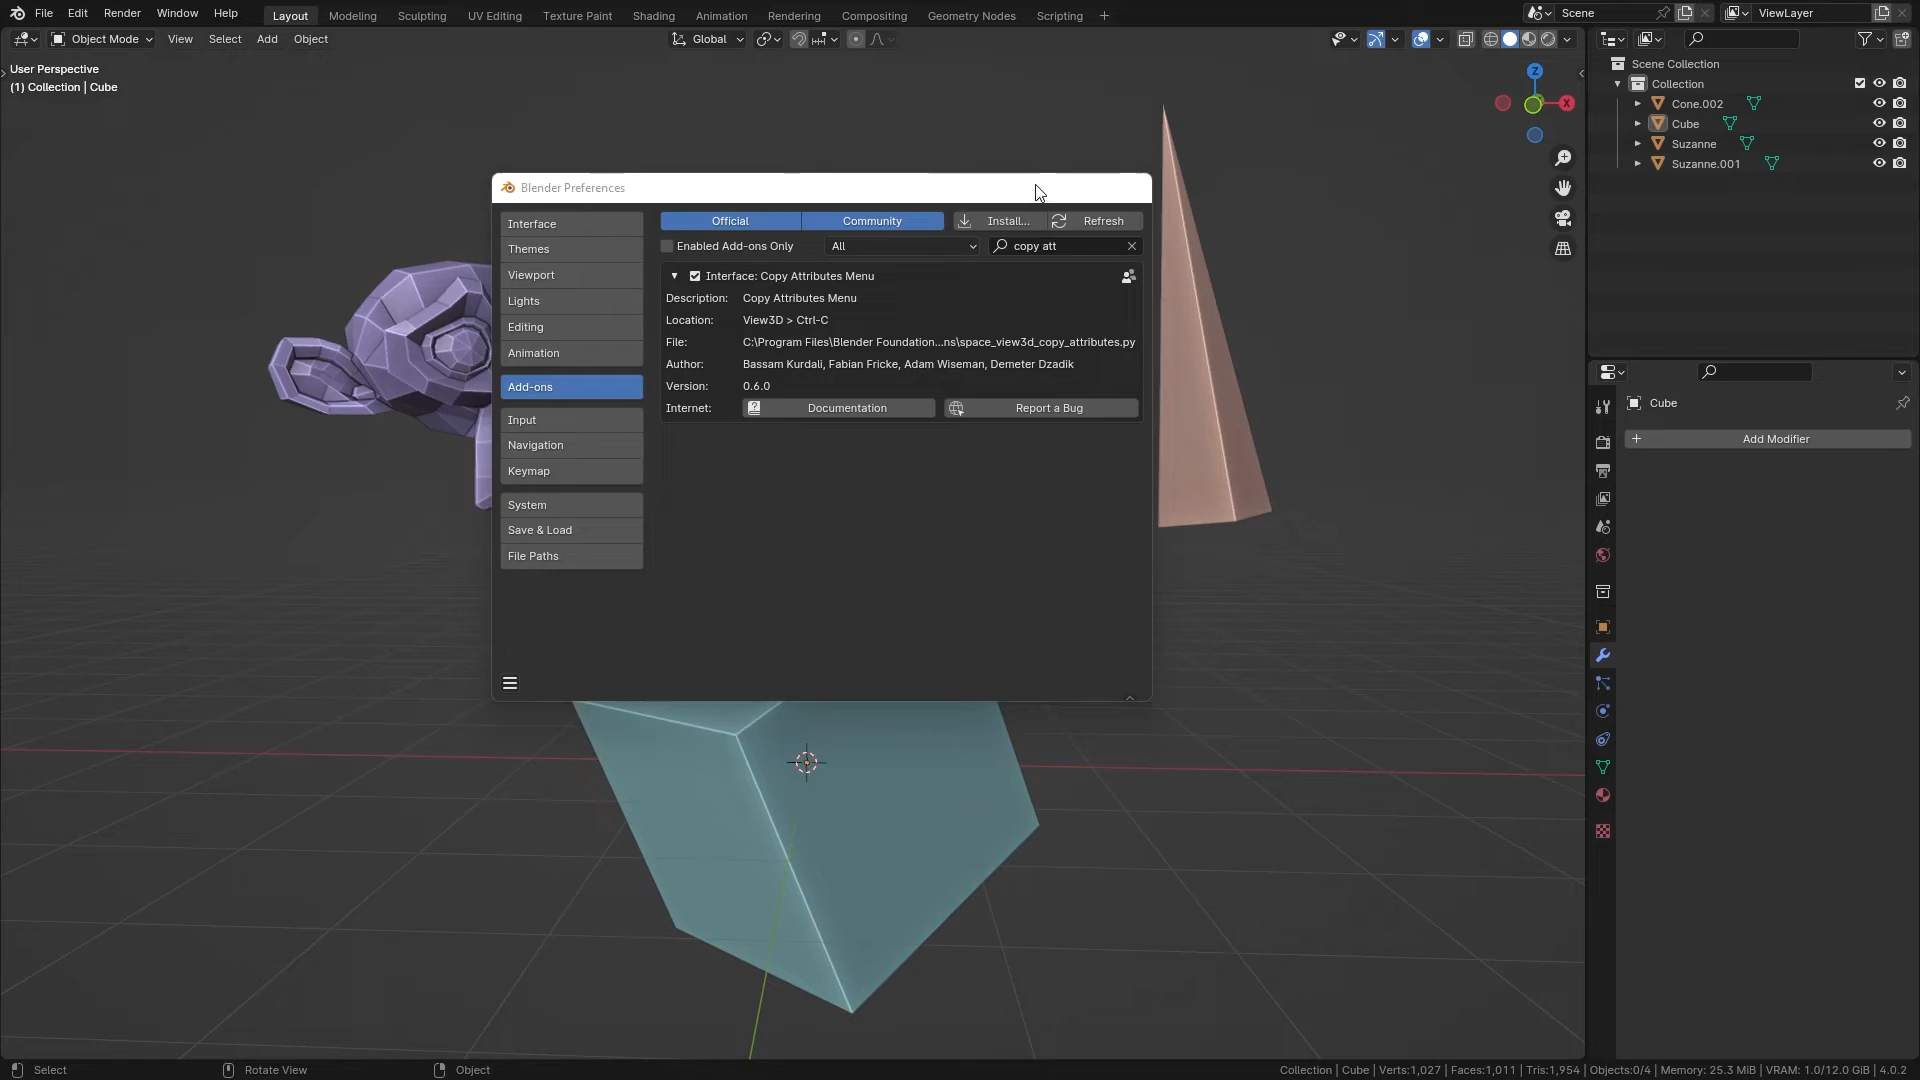 File Edit Render Window Help Layout Modeling Sculpting UV Editing Texture Paint Shading Animation Rendering Compositing Geometry Nodes Scripting + Scene ViewLayer
Object Mode View Select Add Object Global
User Perspective
(1) Collection | Cube
Z
X
Scene Collection
Collection
Cone.002
Cube
Suzanne
Suzanne.001
Blender Preferences
Interface
Themes
Viewport
Lights
Editing
Animation
Add-ons
Input
Navigation
Keymap
System
Save & Load
File Paths
Official Community Install... Refresh
Enabled Add-ons Only All copy att
Interface: Copy Attributes Menu
Description: Copy Attributes Menu
Location: View3D > Ctrl-C
File: C:\Program Files\Blender Foundation...ns\space_view3d_copy_attributes.py
Author: Bassam Kurdali, Fabian Fricke, Adam Wiseman, Demeter Dzadik
Version: 0.6.0
Internet: Documentation Report a Bug
Cube
+ Add Modifier
Select Rotate View Object Collection | Cube | Verts:1,027 | Faces:1,011 | Tris:1,954 | Objects:0/4 | Memory: 25.3 MiB | VRAM: 1.0/12.0 GiB | 4.0.2